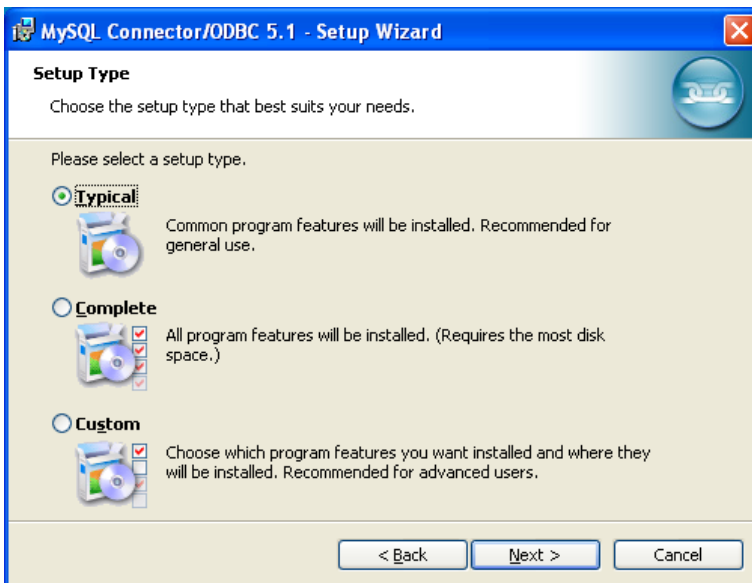 MySQL Connector/ODBC 5.1 - Setup Wizard
Setup Type
Choose the setup type that best suits your needs.
Please select a setup type.
Typical
Common program features will be installed. Recommended for
general use.
Complete
All program features will be installed. (Requires the most disk
space.)
Custom
Choose which program features you want installed and where they
will be installed. Recommended for advanced users.
< Back
Next >
Cancel